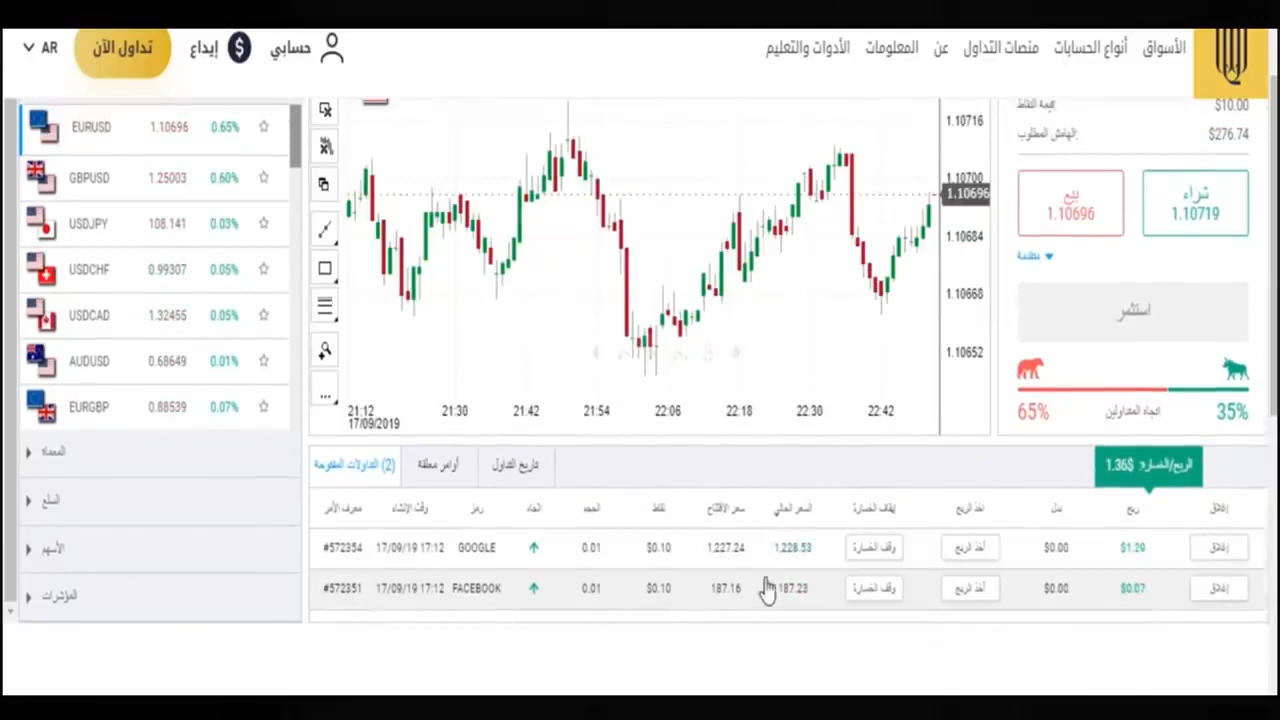 الأسواق أنواع الحسابات منصات التداول عن المعلومات الأدوات والتعليم حسابي إيداع $ تداول الآن AR
EURUSD 1.10696 0.65%
GBPUSD 1.25003 0.60%
USDJPY 108.141 0.03%
USDCHF 0.99307 0.05%
USDCAD 1.32455 0.05%
AUDUSD 0.68649 0.01%
EURGBP 0.88539 0.07%
السلع
الأسهم
المؤشرات
1.10716
1.10700
1.10696
1.10684
1.10668
1.10652
21:12 21:30 21:42 21:54 22:06 22:18 22:30 22:42
17/09/2019
قيمة النقاط $10.00
الهامش المطلوب: $276.74
بيع 1.10696
شراء 1.10719
متقدمة
استثمر
65% اتجاه المتداولين 35%
التداولات المفتوحة (2) أوامر معلقة تاريخ التداول
الربح/الخسارة: 1.36$
معرف الأمر وقت الإنشاء رمز اتجاه الحجم نقاط سعر الافتتاح السعر الحالي إيقاف الخسارة أخذ الربح بدل ربح إغلاق
#572354 17/09/19 17:12 GOOGLE 0.01 $0.10 1,227.24 1,228.53 وقف الخسارة أخذ الربح $0.00 $1.29 إغلاق
#572351 17/09/19 17:12 FACEBOOK 0.01 $0.10 187.16 187.23 وقف الخسارة أخذ الربح $0.00 $0.07 إغلاق